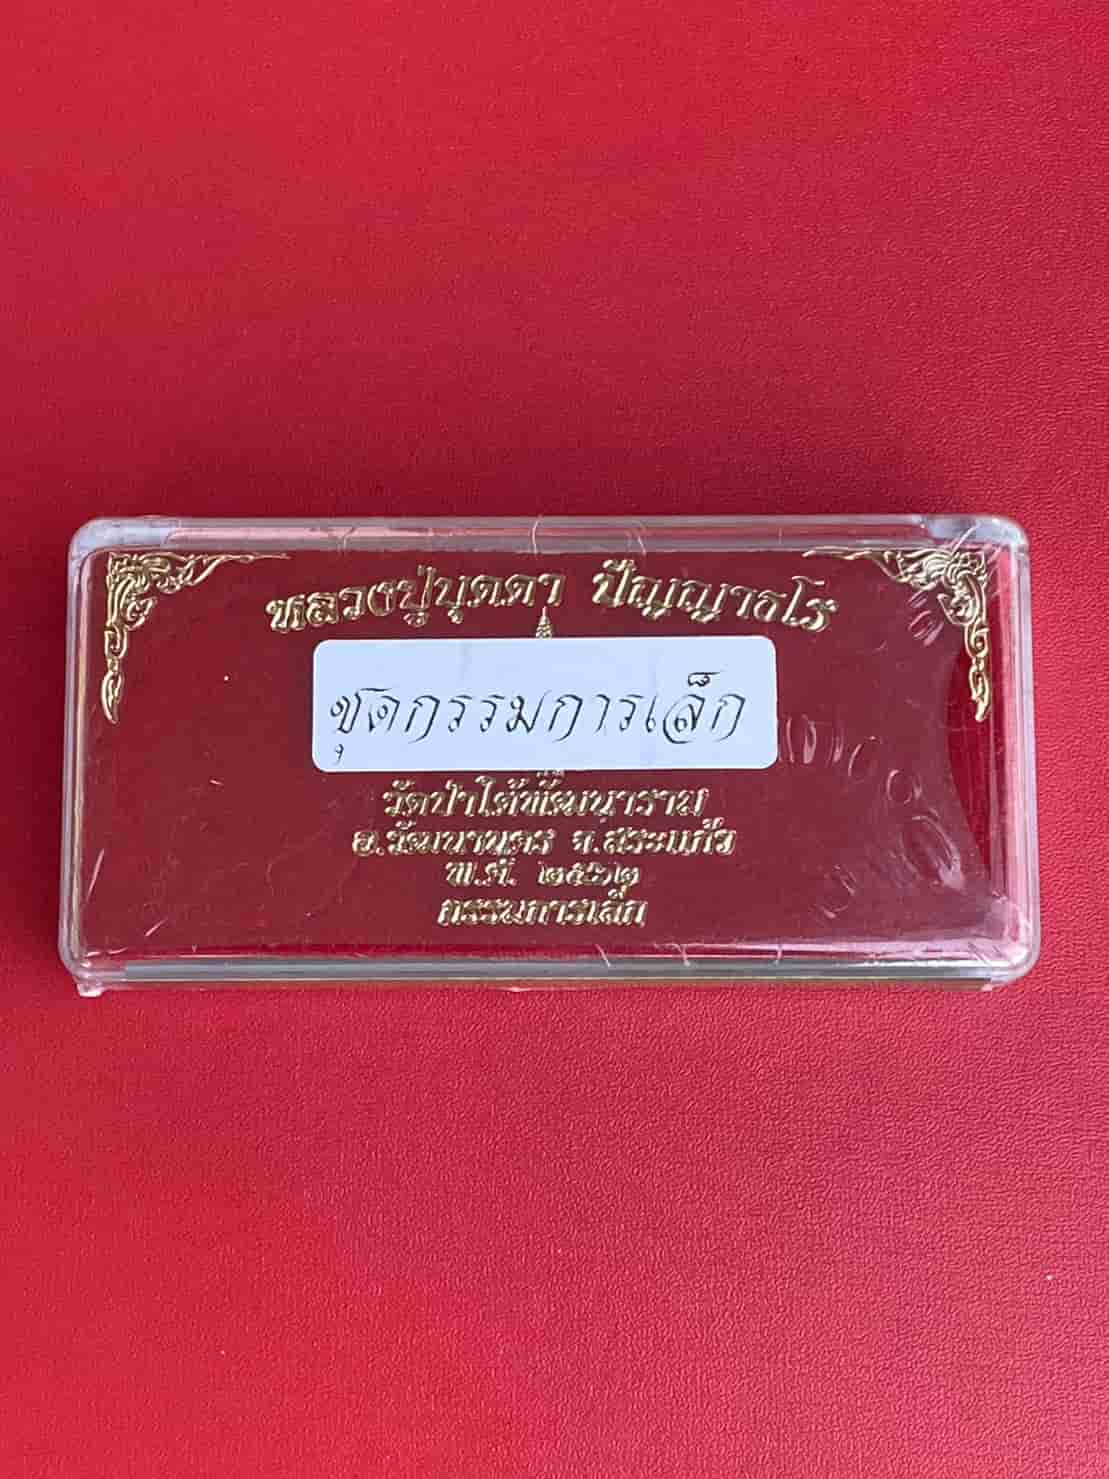 หลวงปู่บุดดา ปัญญาธโร
ชุดกรรมการเล็ก
วัดป่าใต้พัฒนาราม
อ.วัฒนานคร จ.สระแก้ว
พ.ศ. ๒๕๖๒
กรรมการเล็ก